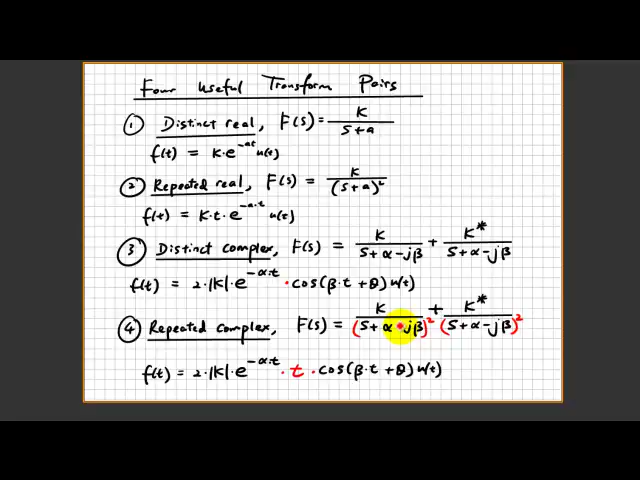 Four Useful Transform Pairs
① Distinct real, F(s) = K / (s+a)
f(t) = K·e^{-at} u(t)
② Repeated real, F(s) = K / (s+a)²
f(t) = K·t·e^{-a·t} u(t)
③ Distinct complex, F(s) = K / (s+α-jβ) + K* / (s+α-jβ)
f(t) = 2·|K|·e^{-α·t} · cos(β·t +θ) u(t)
④ Repeated complex, F(s) = K / (s+α-jβ)² + K* / (s+α-jβ)²
f(t) = 2·|K|·e^{-α·t} · t · cos(β·t +θ) u(t)